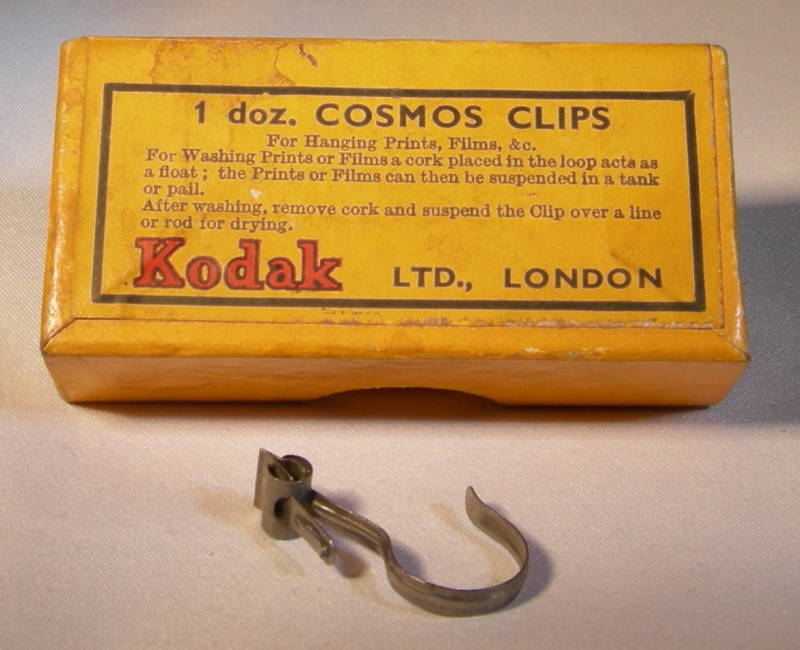 1 doz. COSMOS CLIPS
For Hanging Prints, Films, &c.
For Washing Prints or Films a cork placed in the loop acts as
a float; the Prints or Films can then be suspended in a tank
or pail.
After washing, remove cork and suspend the Clip over a line
or rod for drying.
Kodak LTD., LONDON